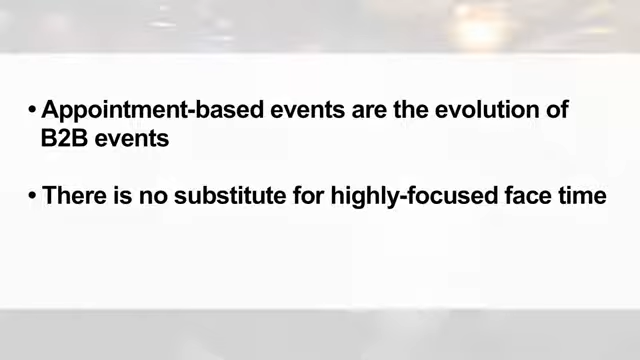 • Appointment-based events are the evolution of
B2B events
• There is no substitute for highly-focused face time